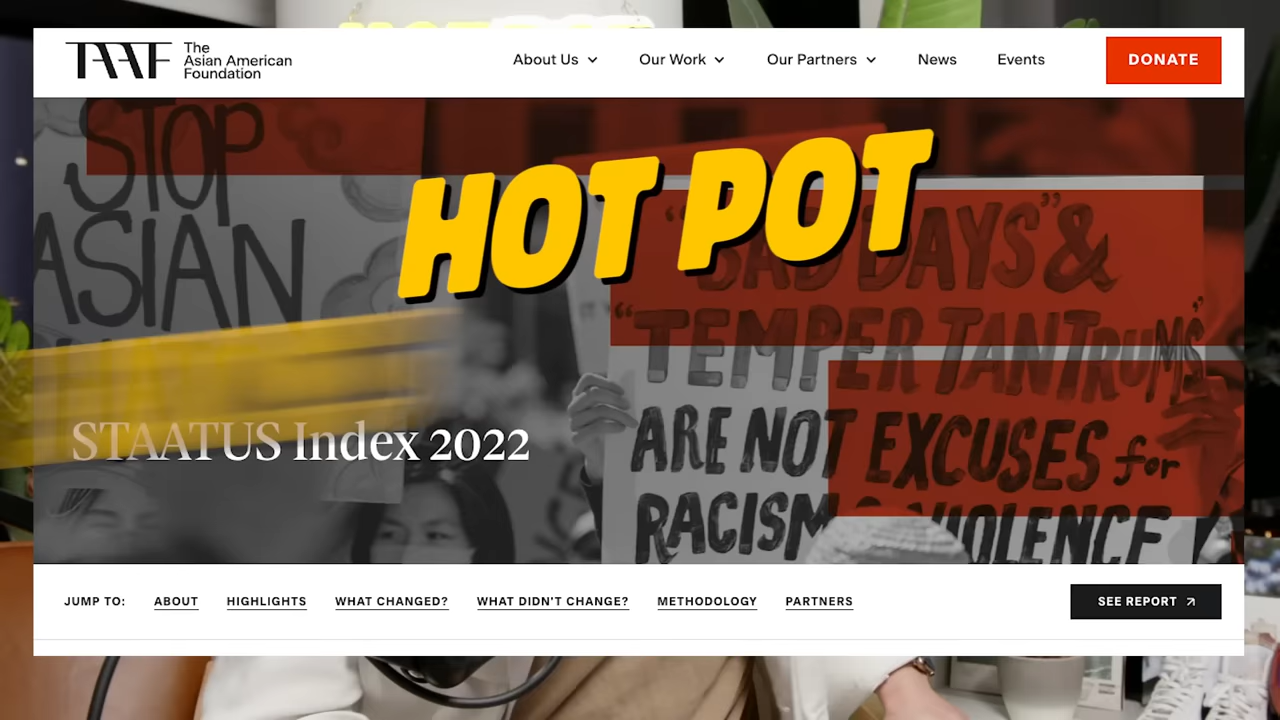 TAAF
The
Asian American
Foundation
About Us
Our Work
Our Partners
News
Events
DONATE
HOT POT
STOP
ASIAN
"BAD DAYS" &
"TEMPER TANTRUMS"
ARE NOT EXCUSES for
RACISM & VIOLENCE
STAATUS Index 2022
JUMP TO:
ABOUT
HIGHLIGHTS
WHAT CHANGED?
WHAT DIDN'T CHANGE?
METHODOLOGY
PARTNERS
SEE REPORT